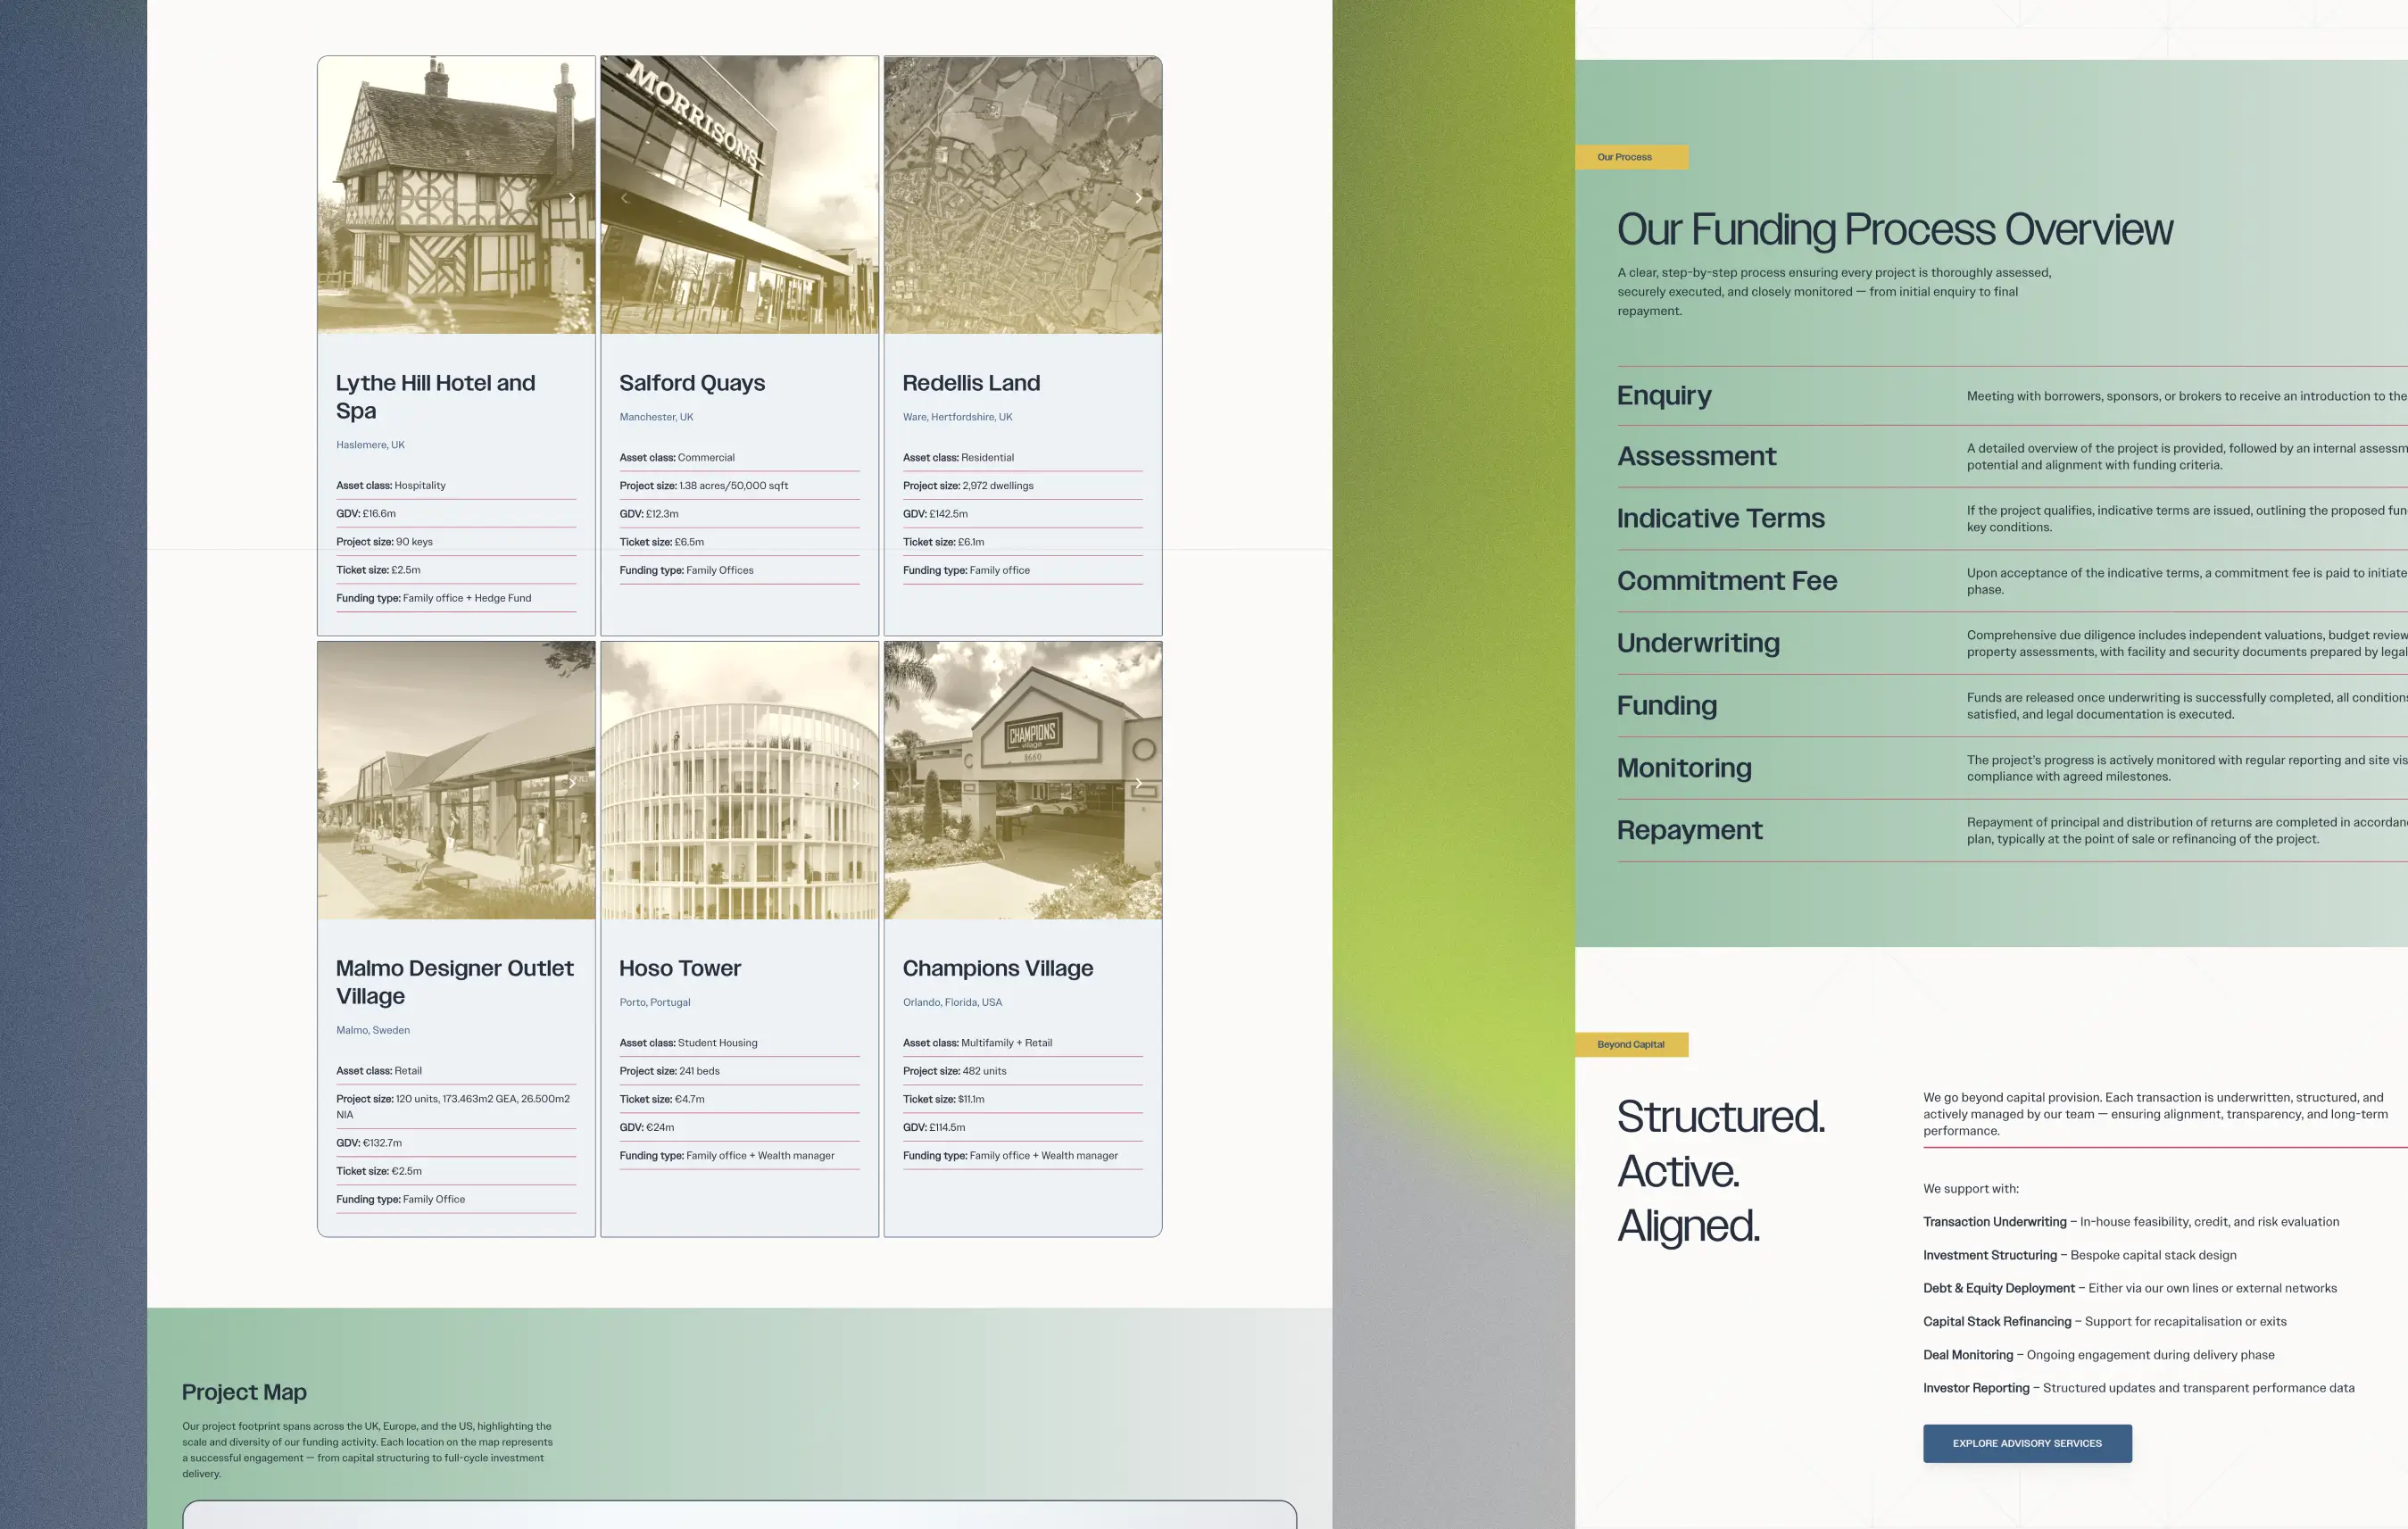 MORRISONS
Lythe Hill Hotel and
Spa
Haslemere, UK
Asset class: Hospitality
GDV: £16.6m
Project size: 90 keys
Ticket size: £2.5m
Funding type: Family office + Hedge Fund
Salford Quays
Manchester, UK
Asset class: Commercial
Project size: 1.38 acres/50,000 sqft
GDV: £12.3m
Ticket size: £6.5m
Funding type: Family Offices
Redellis Land
Ware, Hertfordshire, UK
Asset class: Residential
Project size: 2,972 dwellings
GDV: £142.5m
Ticket size: £6.1m
Funding type: Family office
CHAMPIONS
village
8660
Malmo Designer Outlet
Village
Malmo, Sweden
Asset class: Retail
Project size: 120 units, 173.463m2 GEA, 26.500m2
NIA
GDV: €132.7m
Ticket size: €2.5m
Funding type: Family Office
Hoso Tower
Porto, Portugal
Asset class: Student Housing
Project size: 241 beds
Ticket size: €4.7m
GDV: €24m
Funding type: Family office + Wealth manager
Champions Village
Orlando, Florida, USA
Asset class: Multifamily + Retail
Project size: 482 units
Ticket size: $11.1m
GDV: £114.5m
Funding type: Family office + Wealth manager
Project Map
Our project footprint spans across the UK, Europe, and the US, highlighting the
scale and diversity of our funding activity. Each location on the map represents
a successful engagement — from capital structuring to full-cycle investment
delivery.
Our Process
Our Funding Process Overview
A clear, step-by-step process ensuring every project is thoroughly assessed,
securely executed, and closely monitored — from initial enquiry to final
repayment.
Enquiry
Meeting with borrowers, sponsors, or brokers to receive an introduction to the
Assessment
A detailed overview of the project is provided, followed by an internal assessm
potential and alignment with funding criteria.
Indicative Terms
If the project qualifies, indicative terms are issued, outlining the proposed fun
key conditions.
Commitment Fee
Upon acceptance of the indicative terms, a commitment fee is paid to initiate
phase.
Underwriting
Comprehensive due diligence includes independent valuations, budget review
property assessments, with facility and security documents prepared by legal
Funding
Funds are released once underwriting is successfully completed, all condition
satisfied, and legal documentation is executed.
Monitoring
The project's progress is actively monitored with regular reporting and site vis
compliance with agreed milestones.
Repayment
Repayment of principal and distribution of returns are completed in accordan
plan, typically at the point of sale or refinancing of the project.
Beyond Capital
Structured.
Active.
Aligned.
We go beyond capital provision. Each transaction is underwritten, structured, and
actively managed by our team — ensuring alignment, transparency, and long-term
performance.
We support with:
Transaction Underwriting – In-house feasibility, credit, and risk evaluation
Investment Structuring – Bespoke capital stack design
Debt & Equity Deployment – Either via our own lines or external networks
Capital Stack Refinancing – Support for recapitalisation or exits
Deal Monitoring – Ongoing engagement during delivery phase
Investor Reporting – Structured updates and transparent performance data
EXPLORE ADVISORY SERVICES